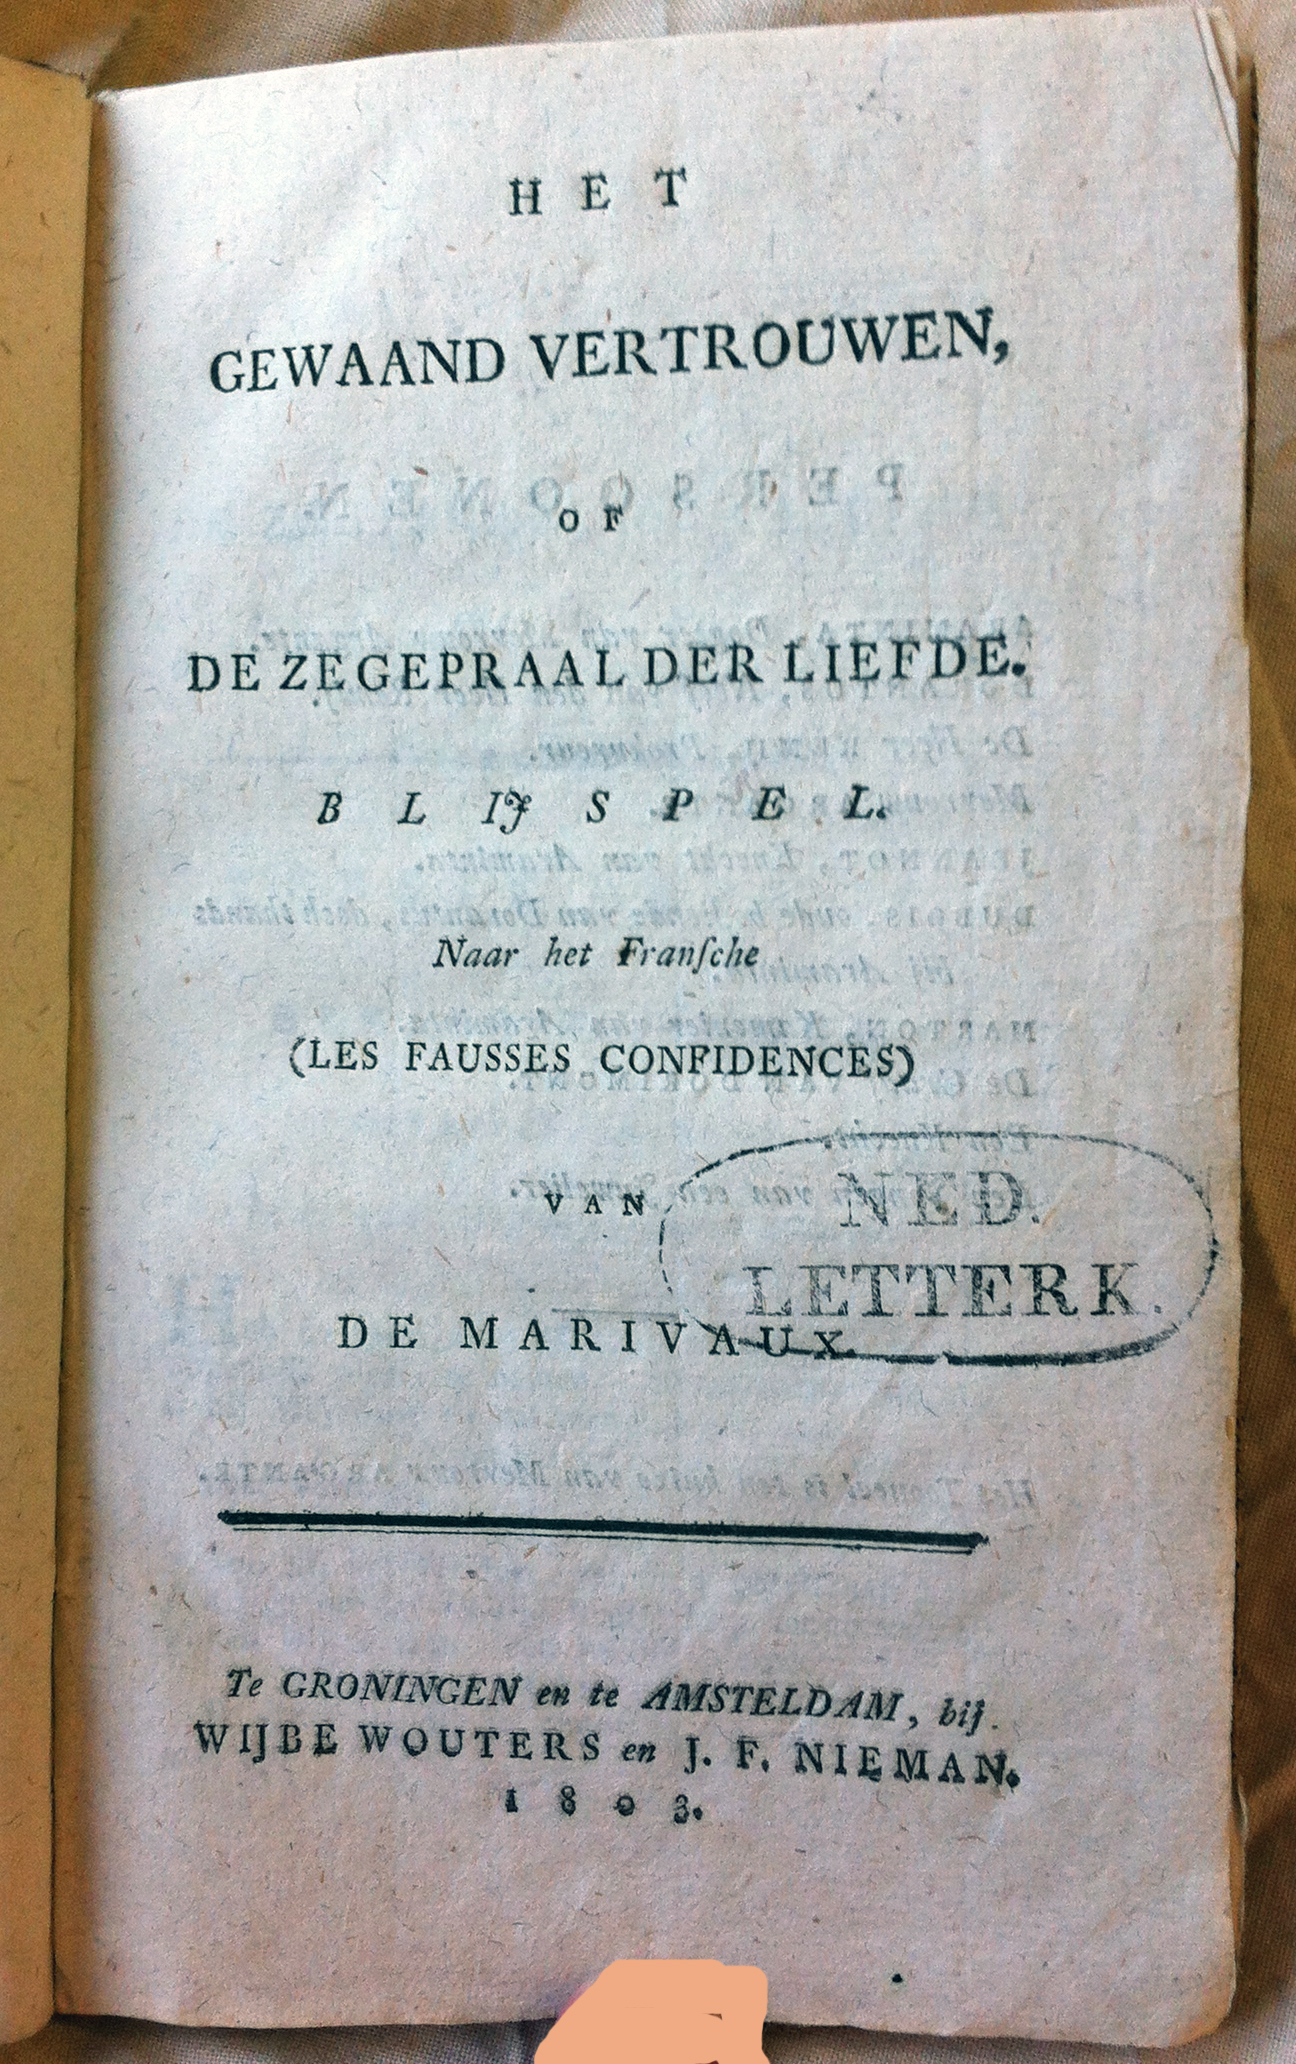 HET
GEWAAND VERTROUWEN,
OF
DE ZEGEPRAAL DER LIEFDE.
BLIJSPEL.
Naar het Franſche
(LES FAUSSES CONFIDENCES)
VAN
NED.
LETTERK.
DE MARIVAUX.
Te GRONINGEN en te AMSTELDAM, bij
WIJBE WOUTERS en J. F. NIEMAN.
1803.